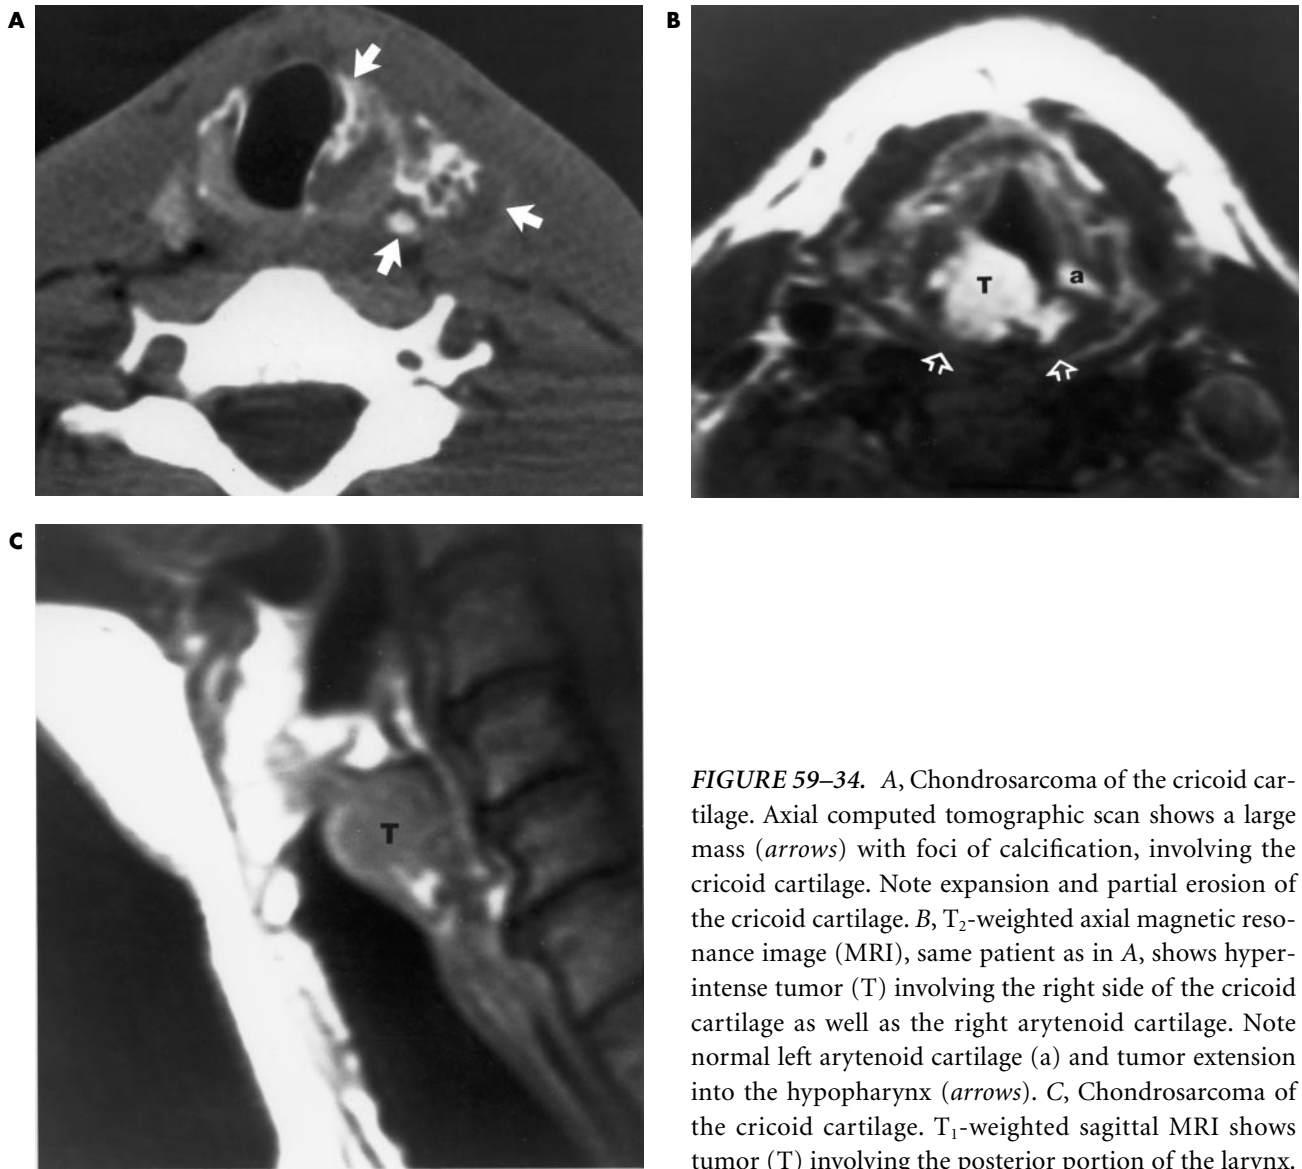 A
B
T
a
C
T
FIGURE 59–34. A, Chondrosarcoma of the cricoid car-
tilage. Axial computed tomographic scan shows a large
mass (arrows) with foci of calcification, involving the
cricoid cartilage. Note expansion and partial erosion of
the cricoid cartilage. B, T₂-weighted axial magnetic reso-
nance image (MRI), same patient as in A, shows hyper-
intense tumor (T) involving the right side of the cricoid
cartilage as well as the right arytenoid cartilage. Note
normal left arytenoid cartilage (a) and tumor extension
into the hypopharynx (arrows). C, Chondrosarcoma of
the cricoid cartilage. T₁-weighted sagittal MRI shows
tumor (T) involving the posterior portion of the larynx.